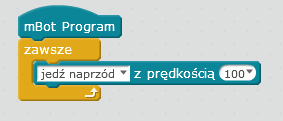 mBot Program
zawsze
jedź naprzód z prędkością 100